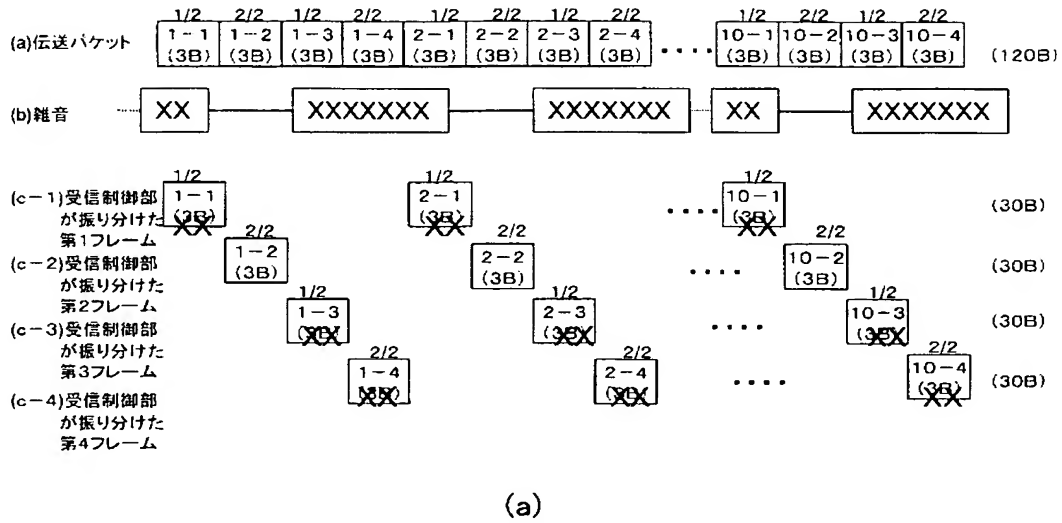 1/2 2/2 1/2 2/2 1/2 2/2 1/2 2/2 1/2 2/2 1/2 2/2
(a)伝送パケット 1-1 1-2 1-3 1-4 2-1 2-2 2-3 2-4 ‥‥ 10-1 10-2 10-3 10-4
(3B) (3B) (3B) (3B) (3B) (3B) (3B) (3B) (3B) (3B) (3B) (3B) (120B)
(b)雑音 XX XXXXXXX XXXXXXX XX XXXXXXX
1/2 1/2 1/2
(c-1)受信制御部 1-1 2-1 10-1 (30B)
が振り分けた (3B) (3B) ‥‥ (3B)
XX XX XX
第1フレーム 2/2 2/2 2/2
(c-2)受信制御部 1-2 2-2 10-2 (30B)
が振り分けた (3B) (3B) ‥‥ (3B)
第2フレーム 1/2 1/2 1/2
(c-3)受信制御部 1-3 2-3 10-3 (30B)
が振り分けた (3B) (3B) ‥‥ (3B)
XX XX XX
第3フレーム 2/2 2/2 2/2
1-4 2-4 ‥‥ 10-4 (30B)
(c-4)受信制御部 (3B) (3B) (3B)
XX XX XX
が振り分けた
第4フレーム
(a)